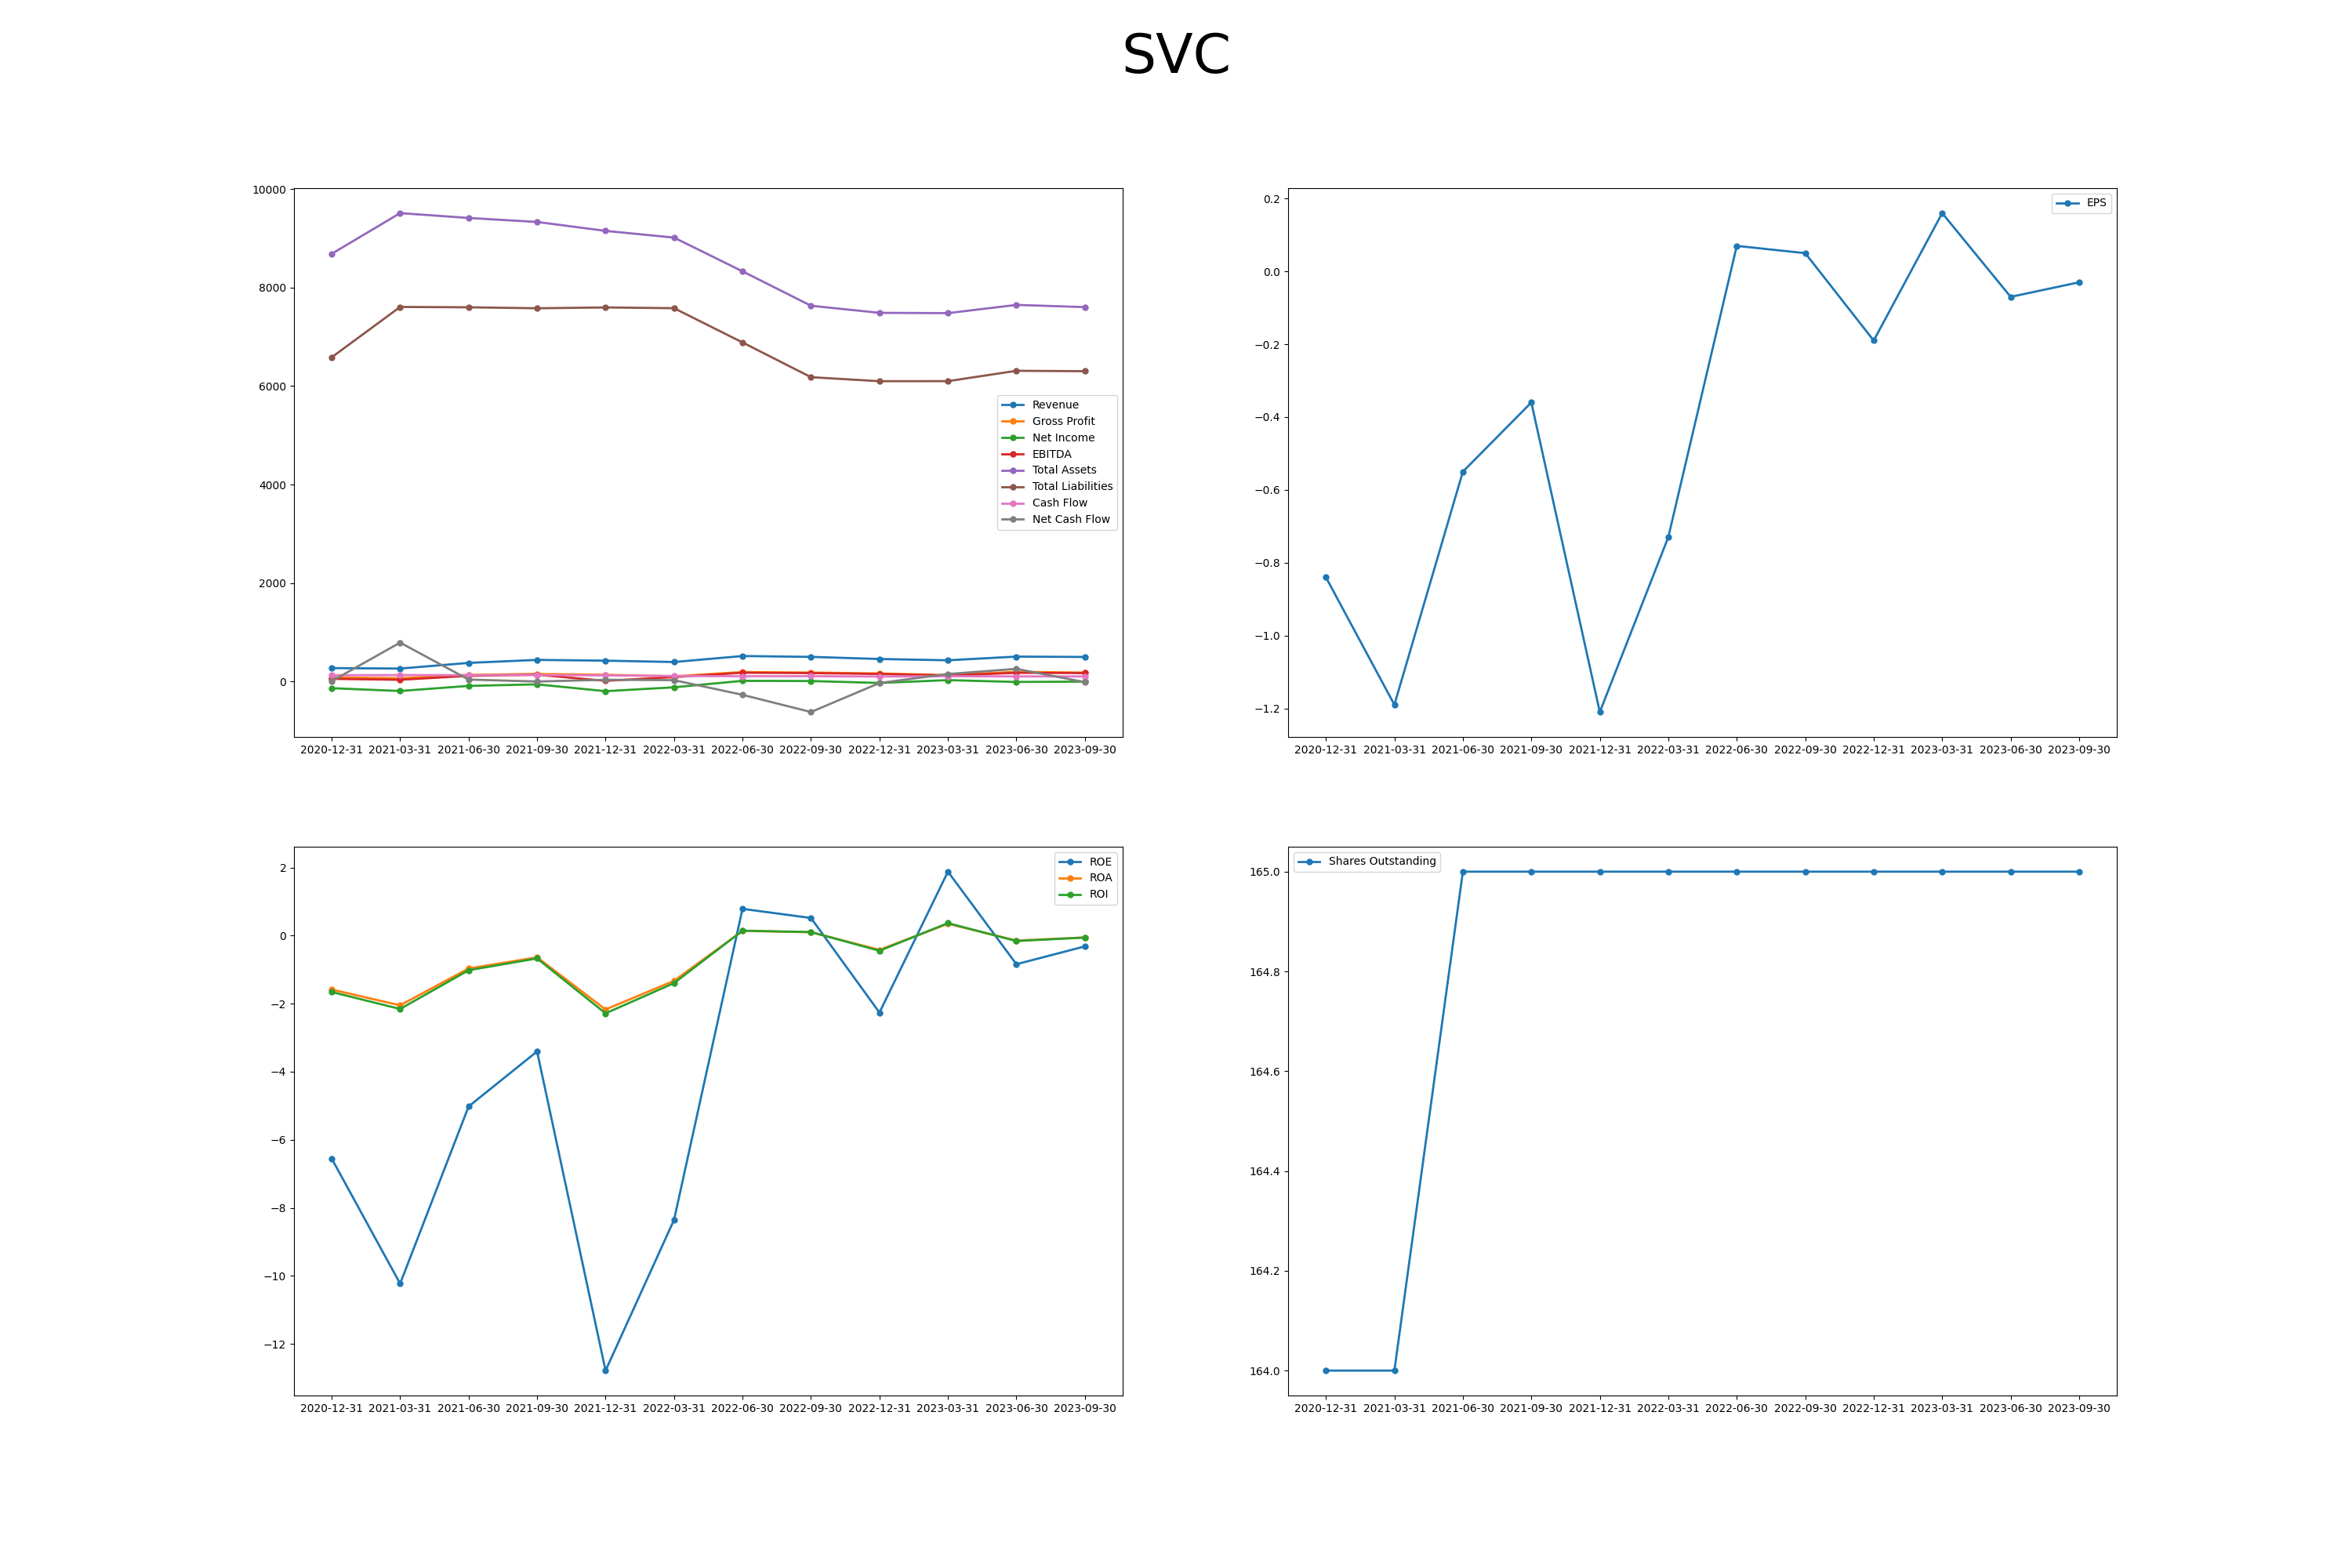 SVC
10000
8000
6000
4000
2000
0
Revenue
Gross Profit
Net Income
EBITDA
Total Assets
Total Liabilities
Cash Flow
Net Cash Flow
2020-12-31 2021-03-31 2021-06-30 2021-09-30 2021-12-31 2022-03-31 2022-06-30 2022-09-30 2022-12-31 2023-03-31 2023-06-30 2023-09-30
0.2
0.0
−0.2
−0.4
−0.6
−0.8
−1.0
−1.2
EPS
2020-12-31 2021-03-31 2021-06-30 2021-09-30 2021-12-31 2022-03-31 2022-06-30 2022-09-30 2022-12-31 2023-03-31 2023-06-30 2023-09-30
2
0
−2
−4
−6
−8
−10
−12
ROE
ROA
ROI
2020-12-31 2021-03-31 2021-06-30 2021-09-30 2021-12-31 2022-03-31 2022-06-30 2022-09-30 2022-12-31 2023-03-31 2023-06-30 2023-09-30
Shares Outstanding
165.0
164.8
164.6
164.4
164.2
164.0
2020-12-31 2021-03-31 2021-06-30 2021-09-30 2021-12-31 2022-03-31 2022-06-30 2022-09-30 2022-12-31 2023-03-31 2023-06-30 2023-09-30